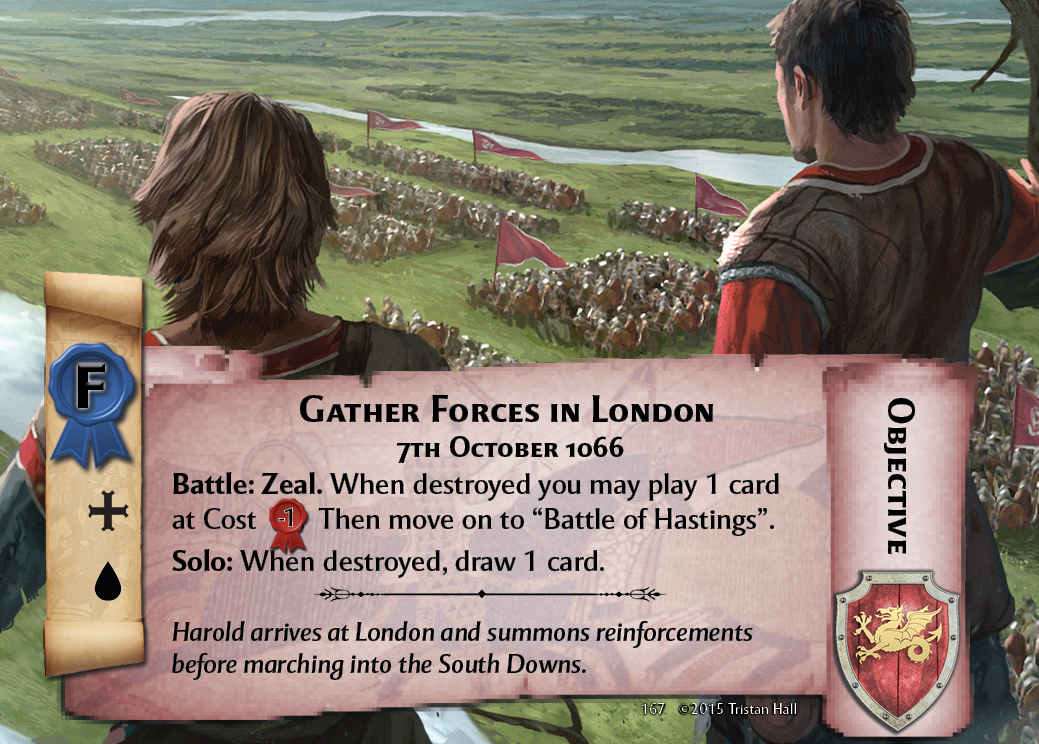 F
Gather Forces in London
7th October 1066
Battle: Zeal. When destroyed you may play 1 card
at Cost -1 Then move on to “Battle of Hastings”.
Solo: When destroyed, draw 1 card.
Harold arrives at London and summons reinforcements
before marching into the South Downs.
Objective
167 ©2015 Tristan Hall